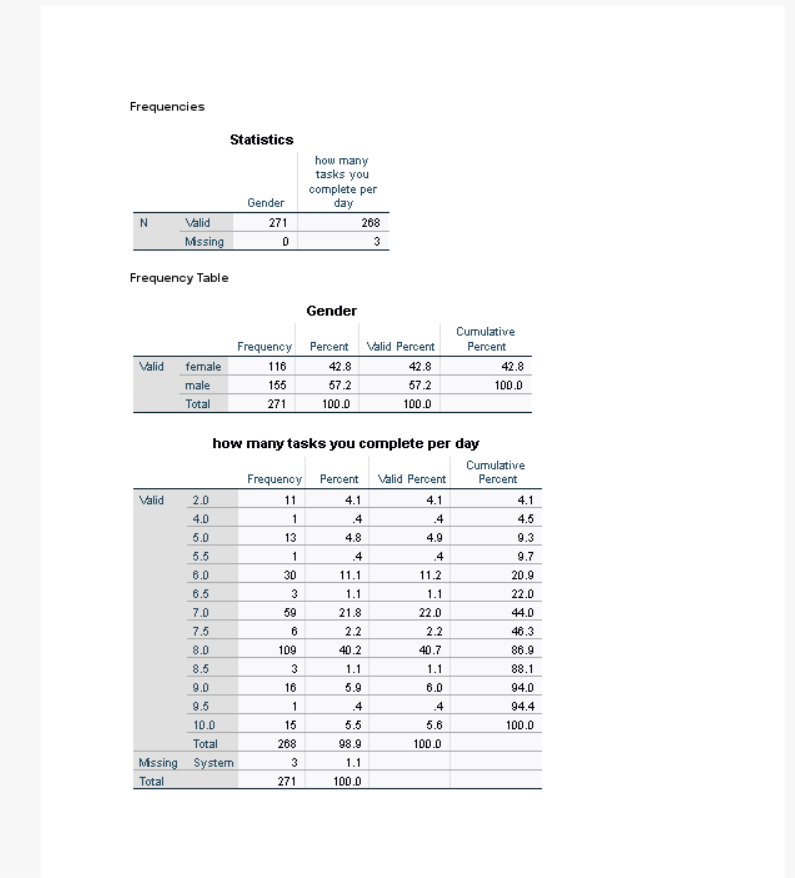 Frequencies
Statistics
how many
tasks you
complete per
Gender day
N Valid 271 268
Missing 0 3
Frequency Table
Gender
Cumulative
Frequency Percent Valid Percent Percent
Valid female 116 42.8 42.8 42.8
male 155 57.2 57.2 100.0
Total 271 100.0 100.0
how many tasks you complete per day
Cumulative
Frequency Percent Valid Percent Percent
Valid 2.0 11 4.1 4.1 4.1
4.0 1 .4 .4 4.5
5.0 13 4.8 4.9 9.3
5.5 1 .4 .4 9.7
6.0 30 11.1 11.2 20.9
6.5 3 1.1 1.1 22.0
7.0 59 21.8 22.0 44.0
7.5 6 2.2 2.2 46.3
8.0 109 40.2 40.7 86.9
8.5 3 1.1 1.1 88.1
9.0 16 5.9 6.0 94.0
9.5 1 .4 .4 94.4
10.0 15 5.5 5.6 100.0
Total 268 98.9 100.0
Missing System 3 1.1
Total 271 100.0